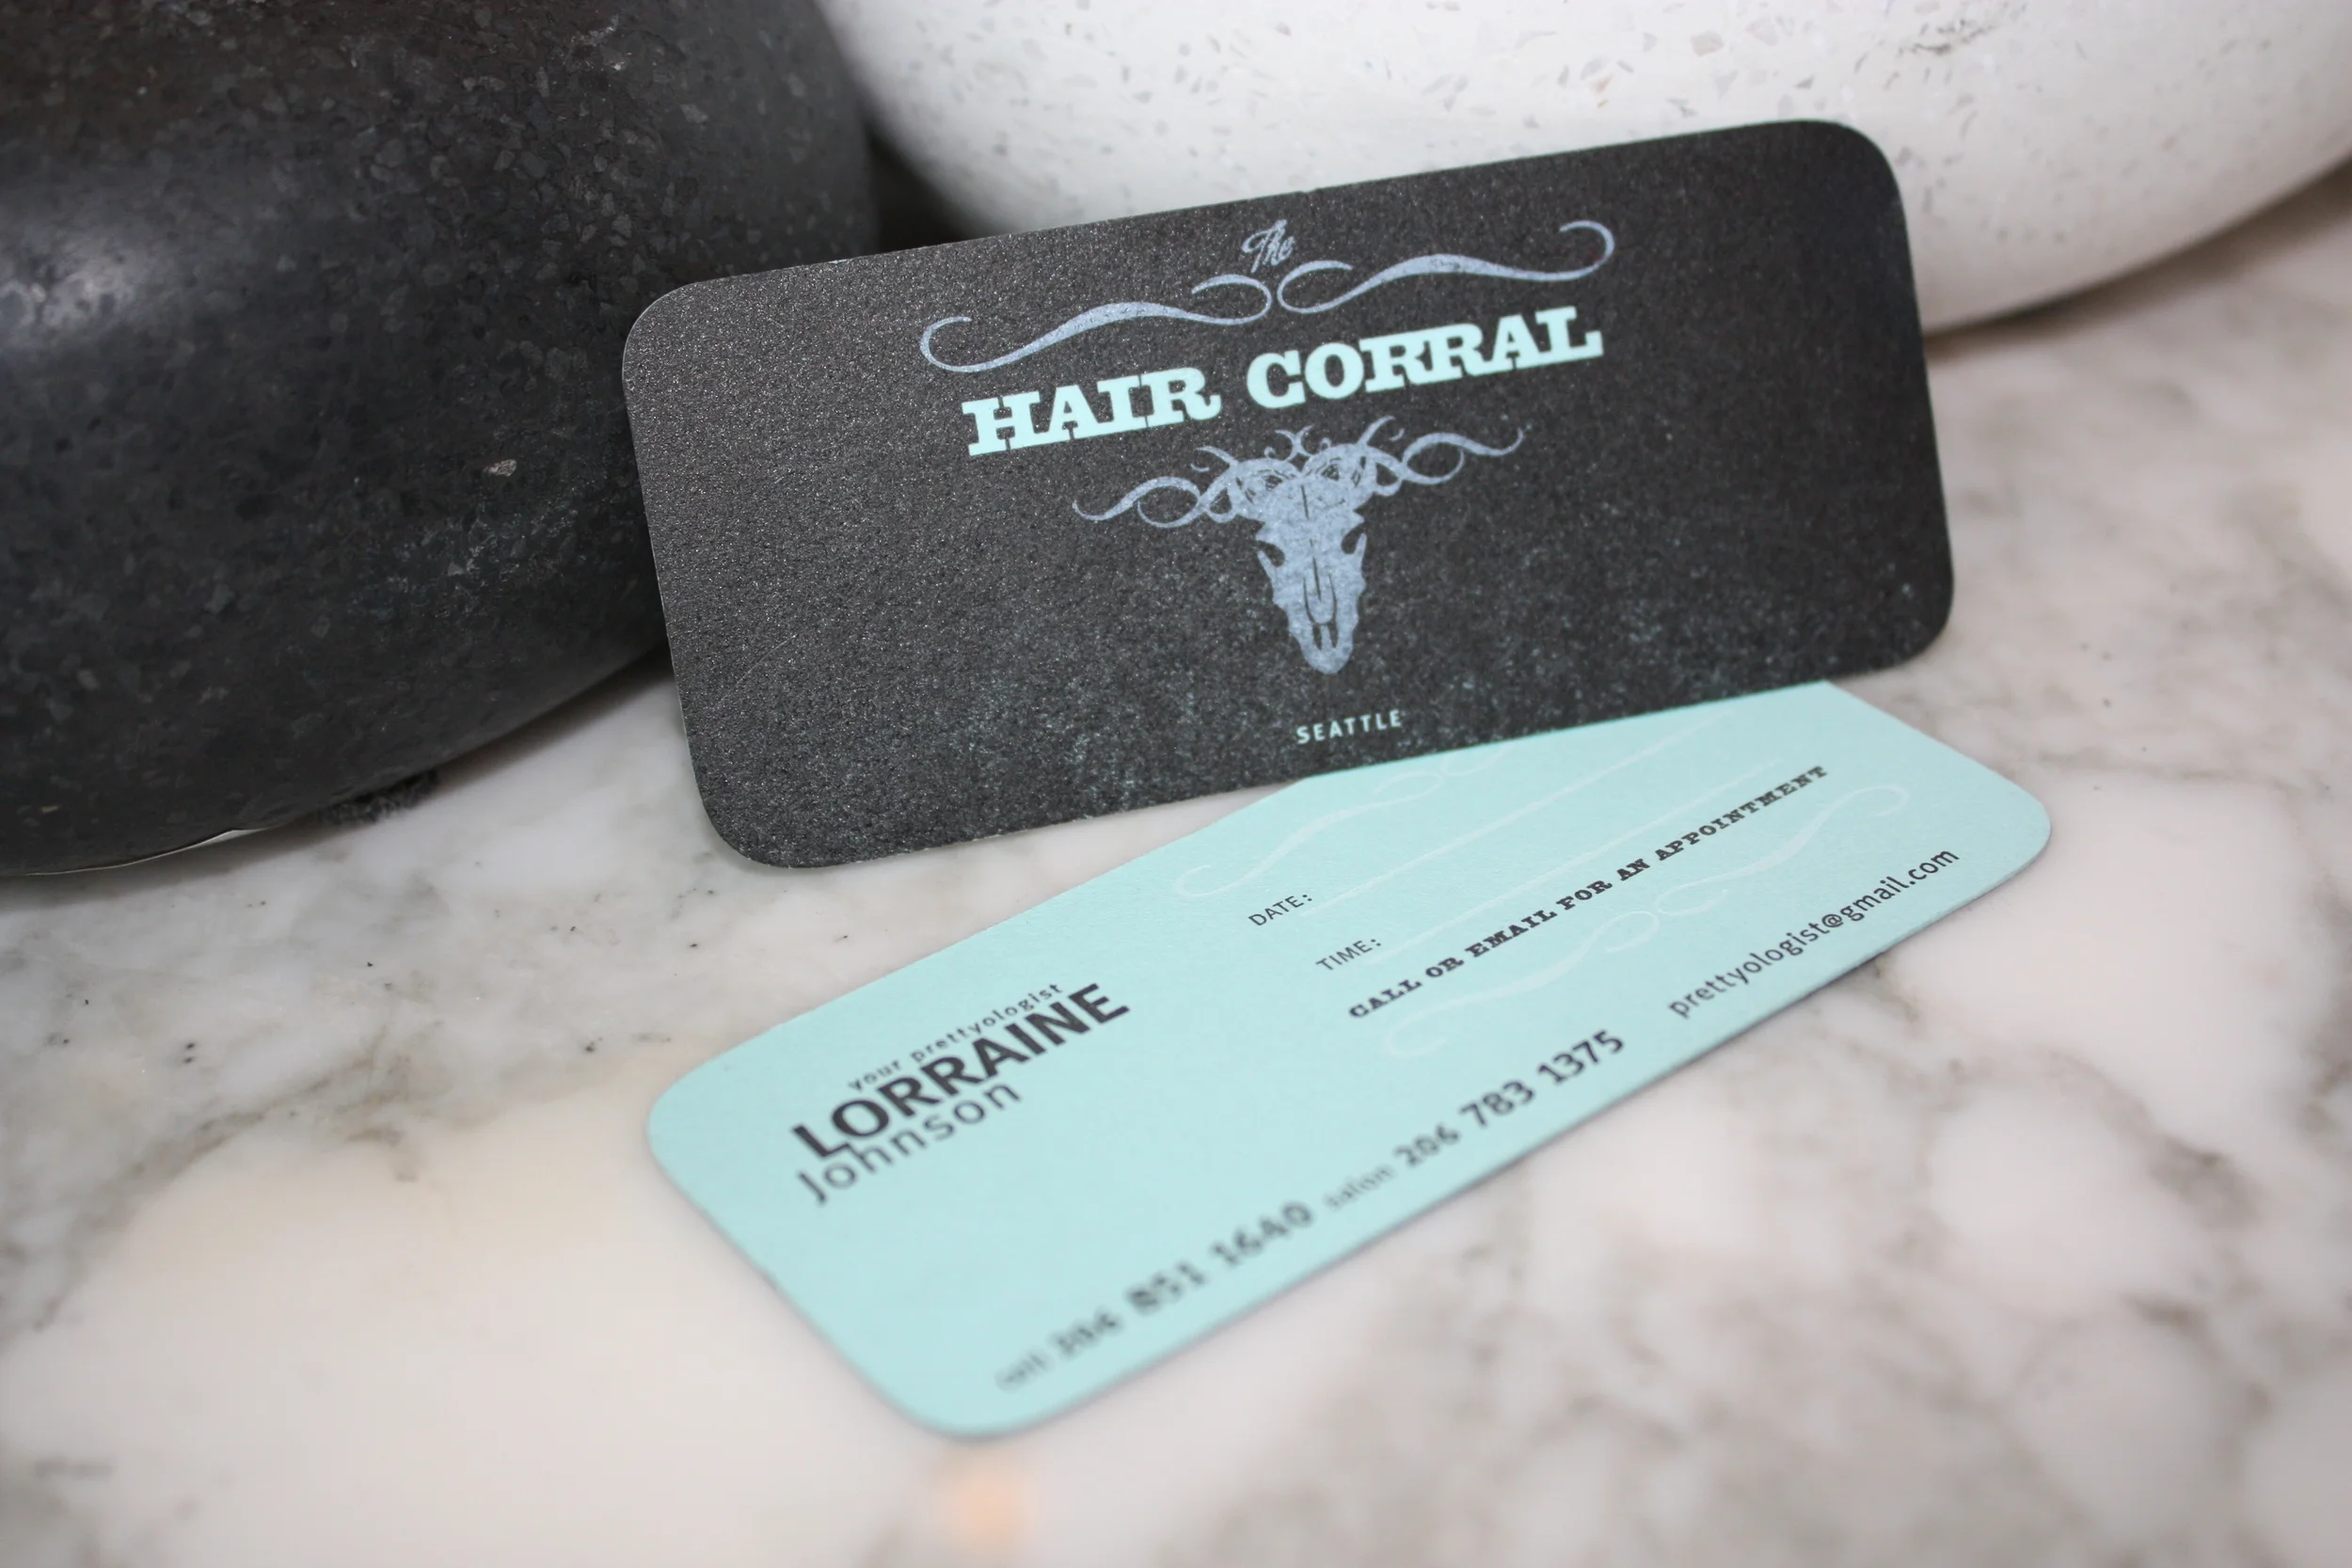 The
HAIR CORRAL
SEATTLE
DATE:
TIME:
CALL OR EMAIL FOR AN APPOINTMENT
your prettyologist
LORRAINE
Johnson
cell: 206 851 1640 salon: 206 783 1375 prettyologist@gmail.com